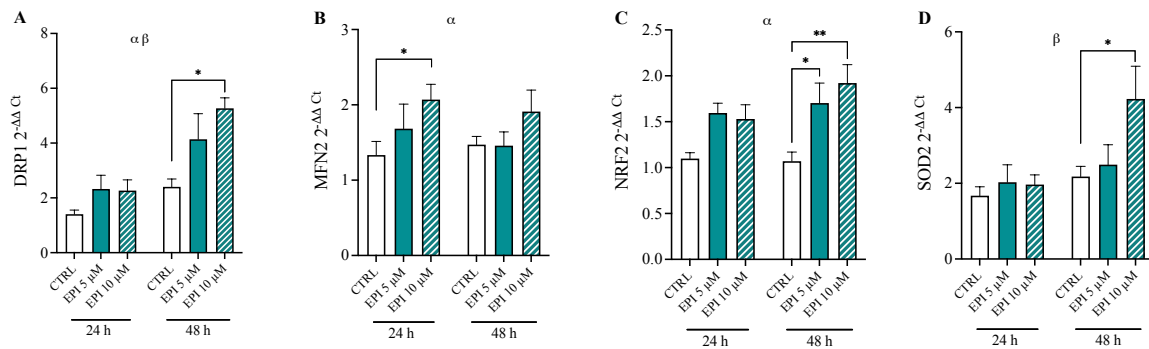 A
α β
DRP1 2-ΔΔ Ct
8
6
4
2
0
*
CTRL
EPI 5 μM
EPI 10 μM
CTRL
EPI 5 μM
EPI 10 μM
24 h
48 h
B
α
MFN2 2-ΔΔ Ct
3
2
1
0
*
CTRL
EPI 5 μM
EPI 10 μM
CTRL
EPI 5 μM
EPI 10 μM
24 h
48 h
C
α
NRF2 2-ΔΔ Ct
2.5
2.0
1.5
1.0
0.5
0.0
*
**
CTRL
EPI 5 μM
EPI 10 μM
CTRL
EPI 5 μM
EPI 10 μM
24 h
48 h
D
β
SOD2 2-ΔΔ Ct
6
4
2
0
*
CTRL
EPI 5 μM
EPI 10 μM
CTRL
EPI 5 μM
EPI 10 μM
24 h
48 h